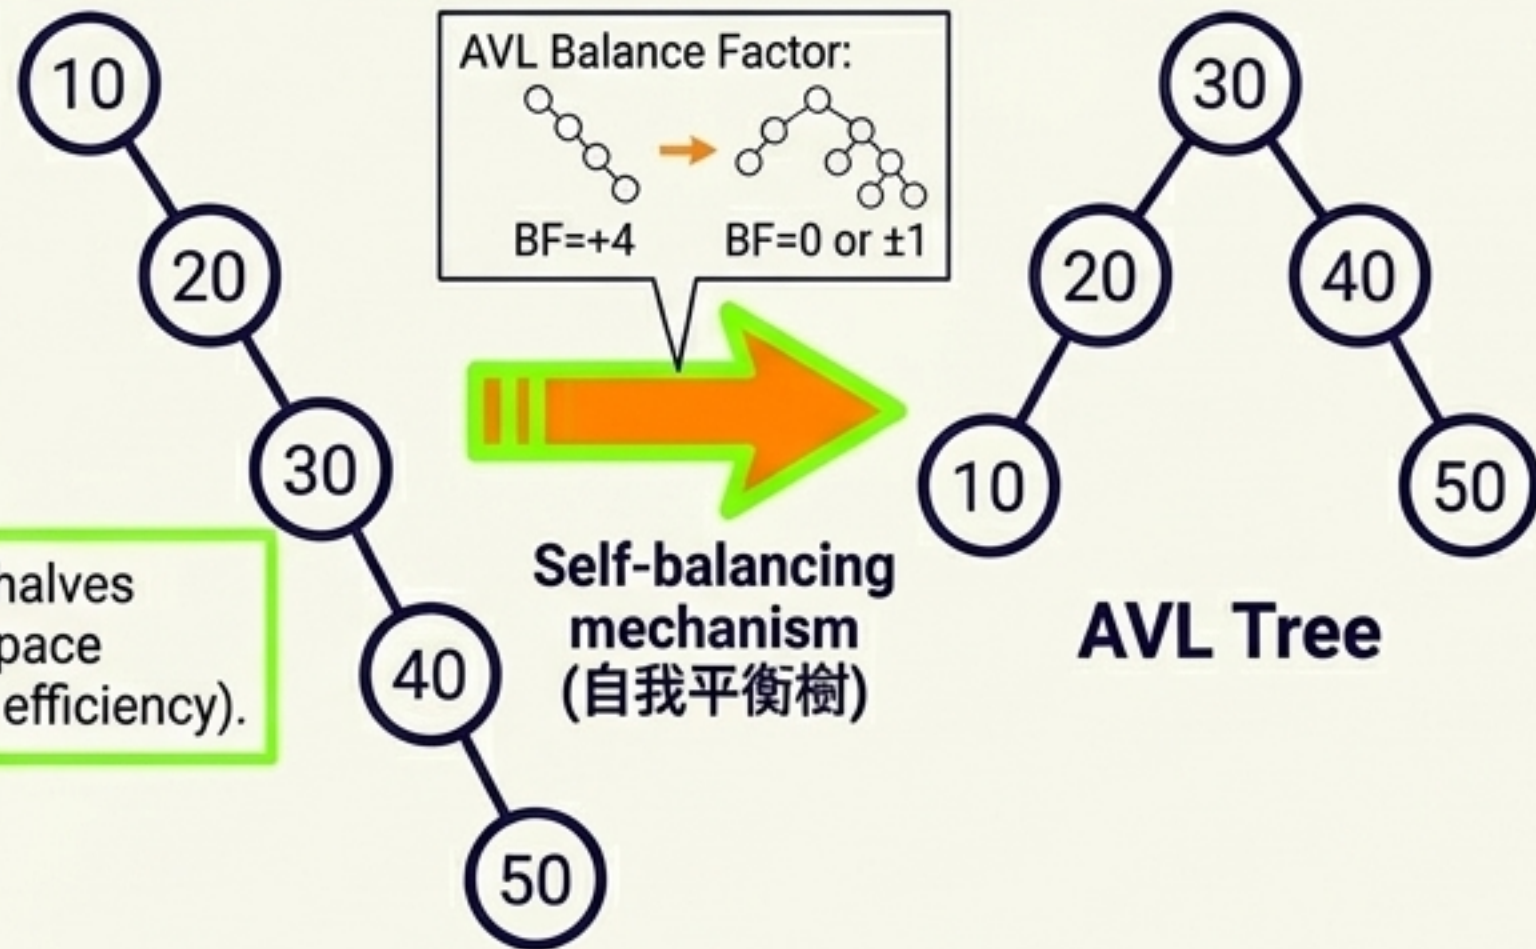 10
20
30
40
50
halves
pace
efficiency).
AVL Balance Factor:
BF=+4
BF=0 or ±1
Self-balancing
mechanism
(自我平衡樹)
30
20
40
10
50
AVL Tree